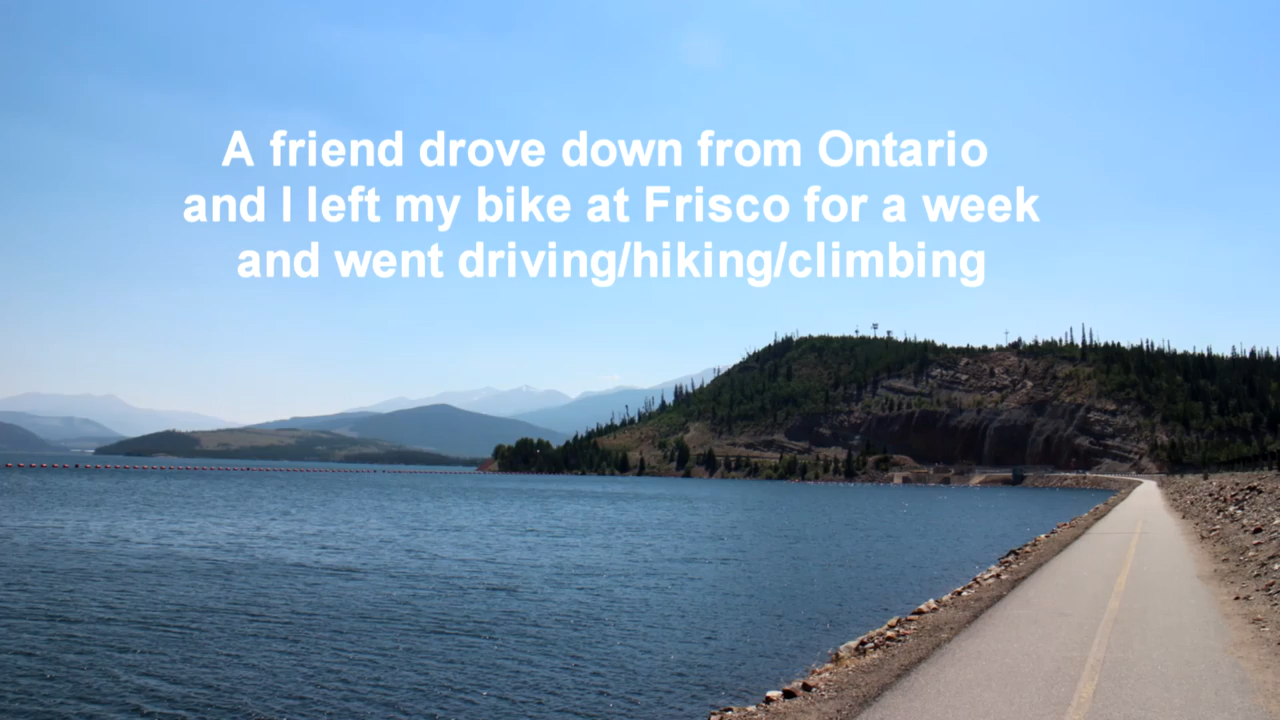 A friend drove down from Ontario
and I left my bike at Frisco for a week
and went driving/hiking/climbing